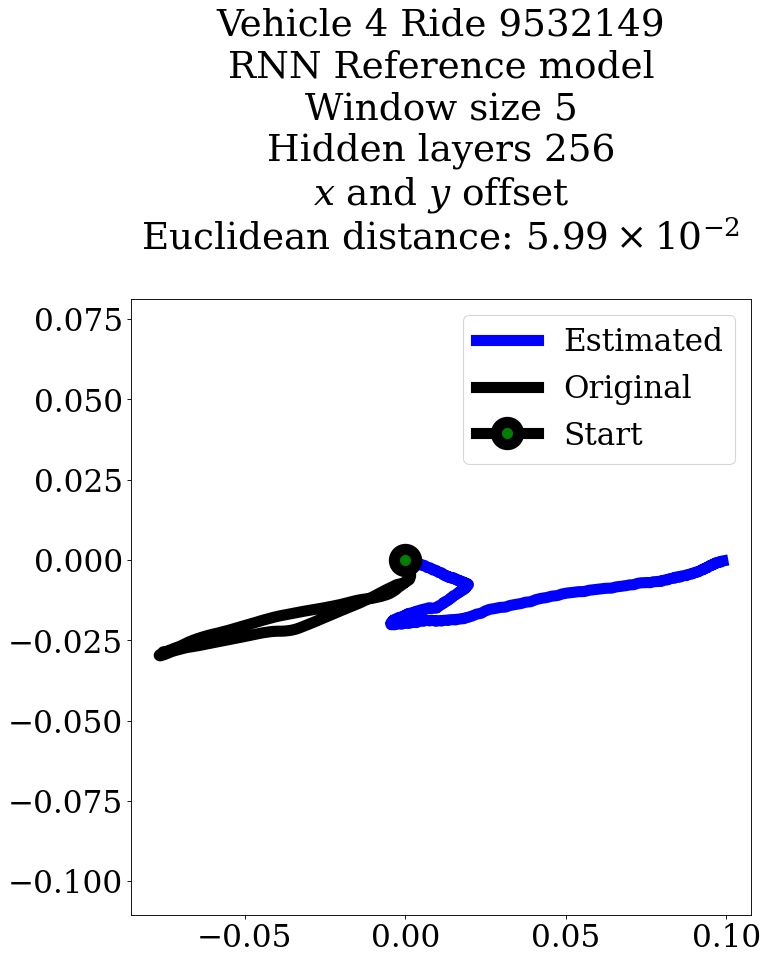 Vehicle 4 Ride 9532149
RNN Reference model
Window size 5
Hidden layers 256
x and y offset
Euclidean distance: 5.99 × 10⁻²
Estimated
Original
Start
0.075
0.050
0.025
0.000
−0.025
−0.050
−0.075
−0.100
−0.05 0.00 0.05 0.10